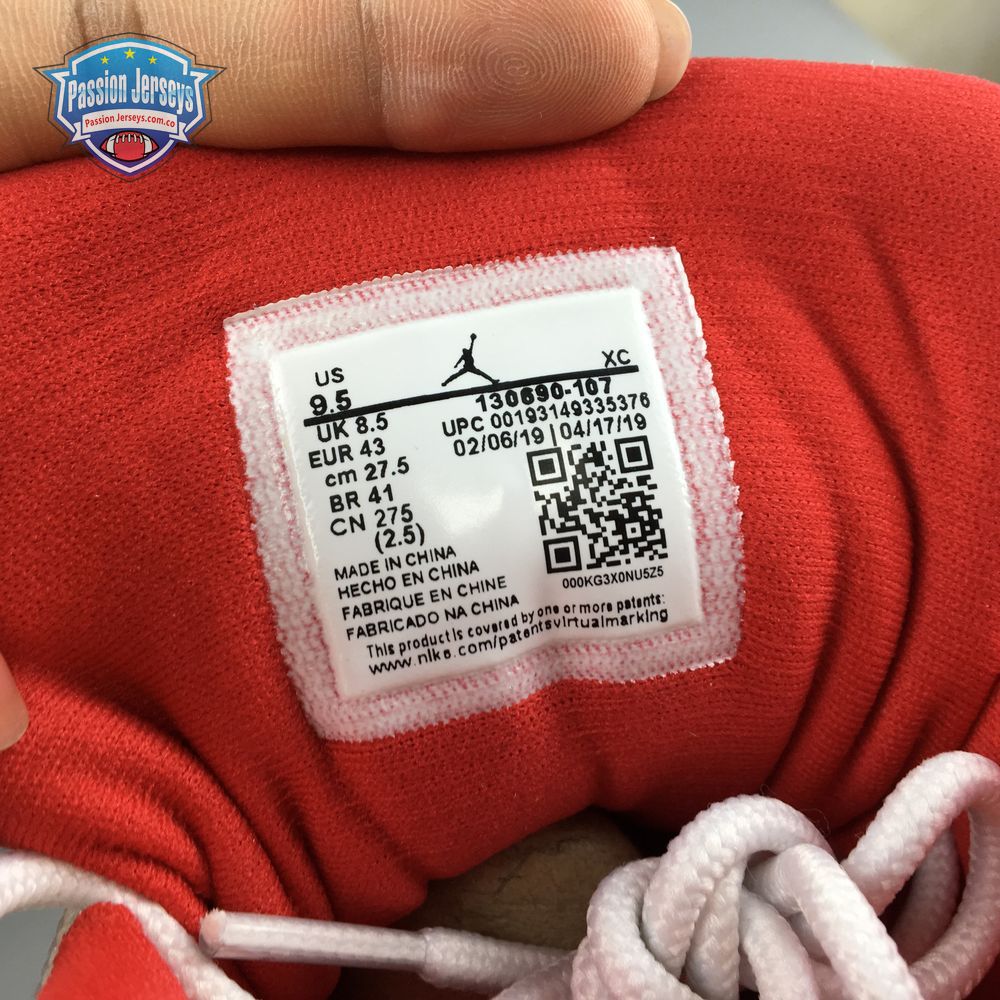 Passion Jerseys
Passion Jerseys.com.co
US
XC
9.5
130690-107
UK 8.5
UPC 00193149335376
EUR 43
02/06/19 | 04/17/19
cm 27.5
BR 41
CN 275
(2.5)
000KG3X0NU5Z5
MADE IN CHINA
HECHO EN CHINA
FABRIQUE EN CHINE
FABRICADO NA CHINA
This product is covered by one or more patents:
www.nike.com/patentsvirtualmarking